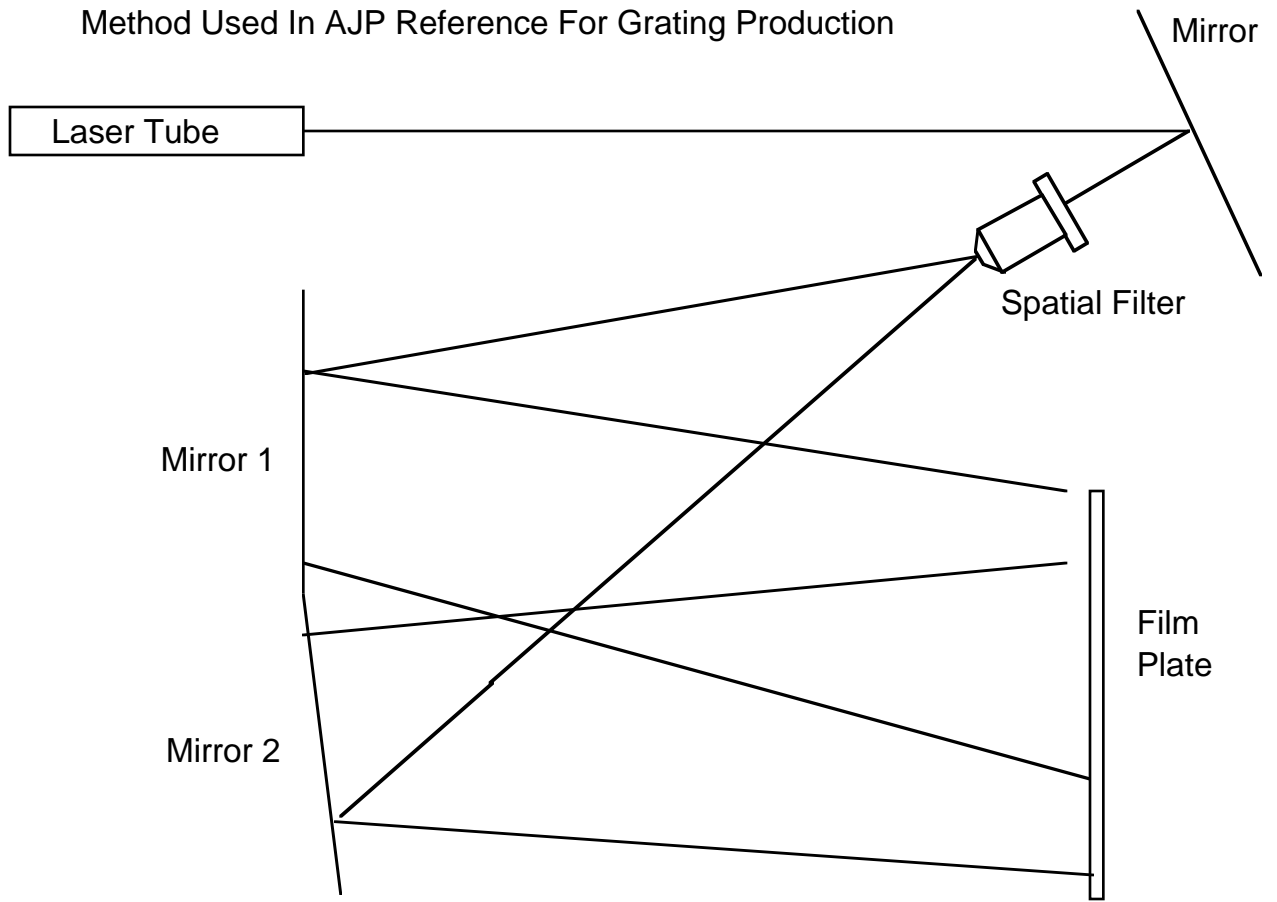 Method Used In AJP Reference For Grating Production
Mirror
Laser Tube
Spatial Filter
Mirror 1
Film
Plate
Mirror 2